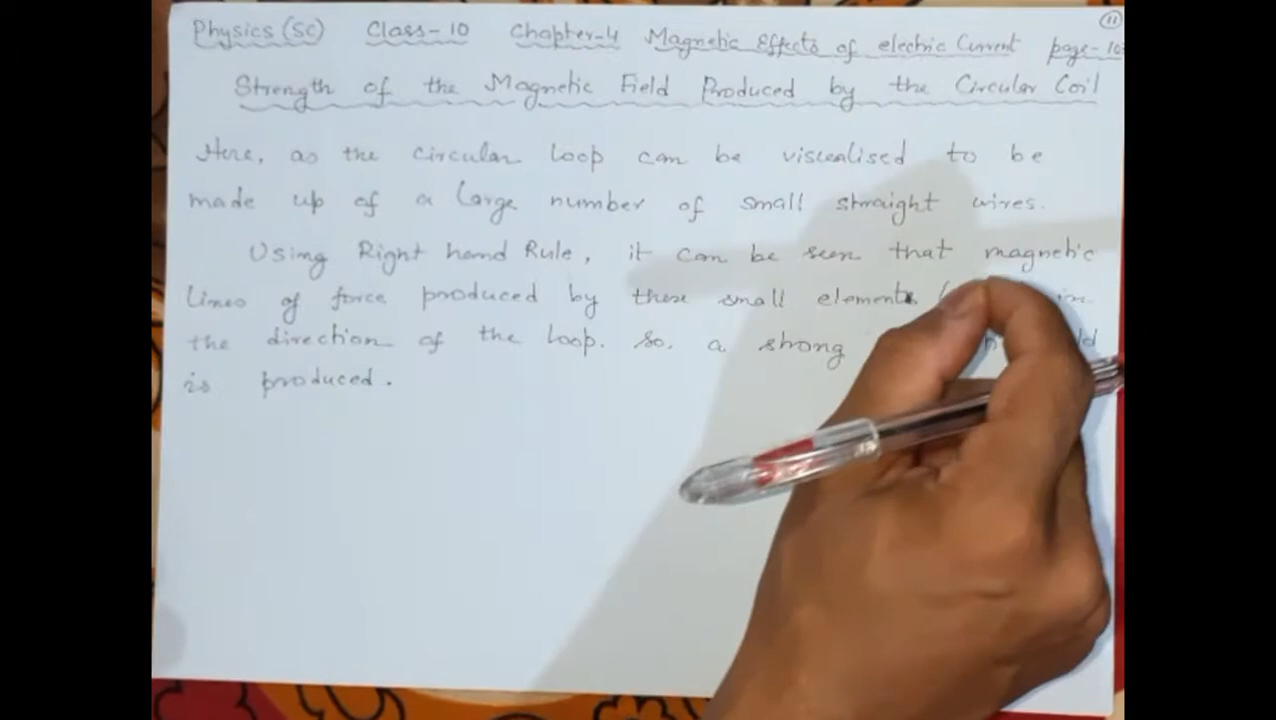 11
Physics (SC) Class-10 Chapter-4 Magnetic Effects of electric Current page-10
Strength of the Magnetic Field Produced by the Circular Coil
Here, as the circular loop can be visualised to be
made up of a large number of small straight wires.
Using Right hand Rule, it can be seen that magnetic
lines of force produced by these small elements in
the direction of the loop. So, a strong
is produced.